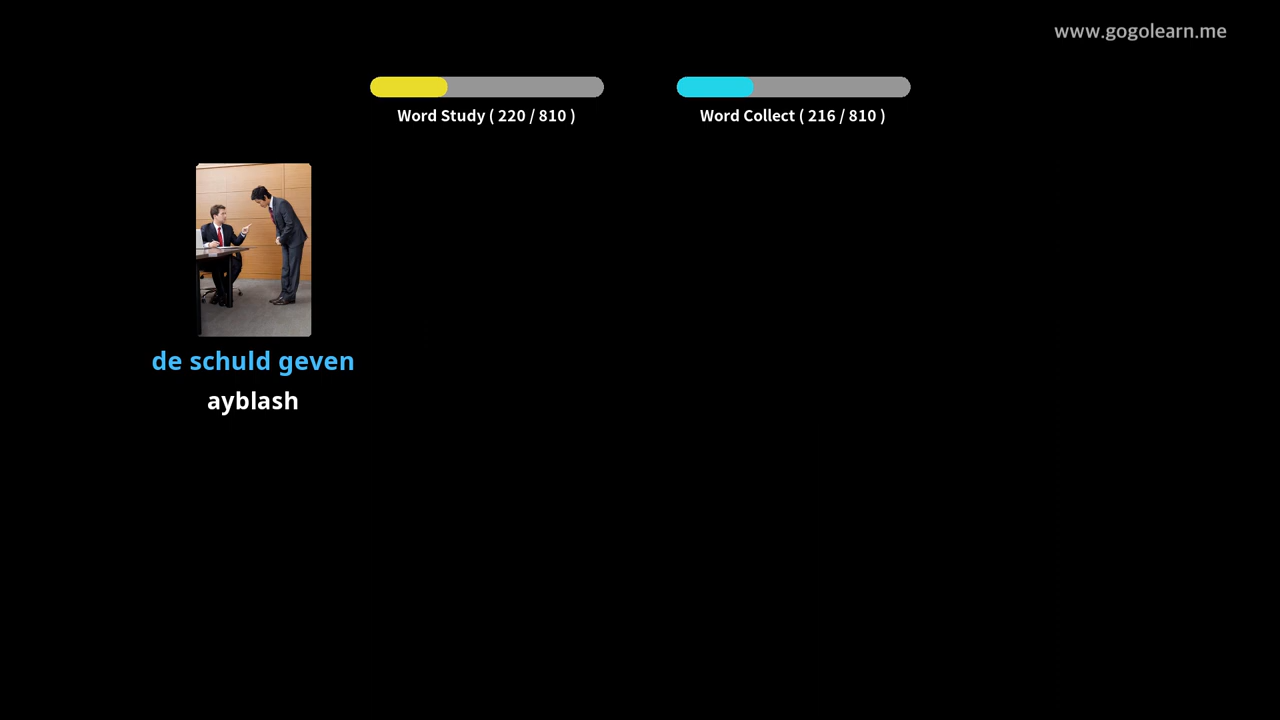 www.gogolearn.me
Word Study ( 220 / 810 )
Word Collect ( 216 / 810 )
de schuld geven
ayblash